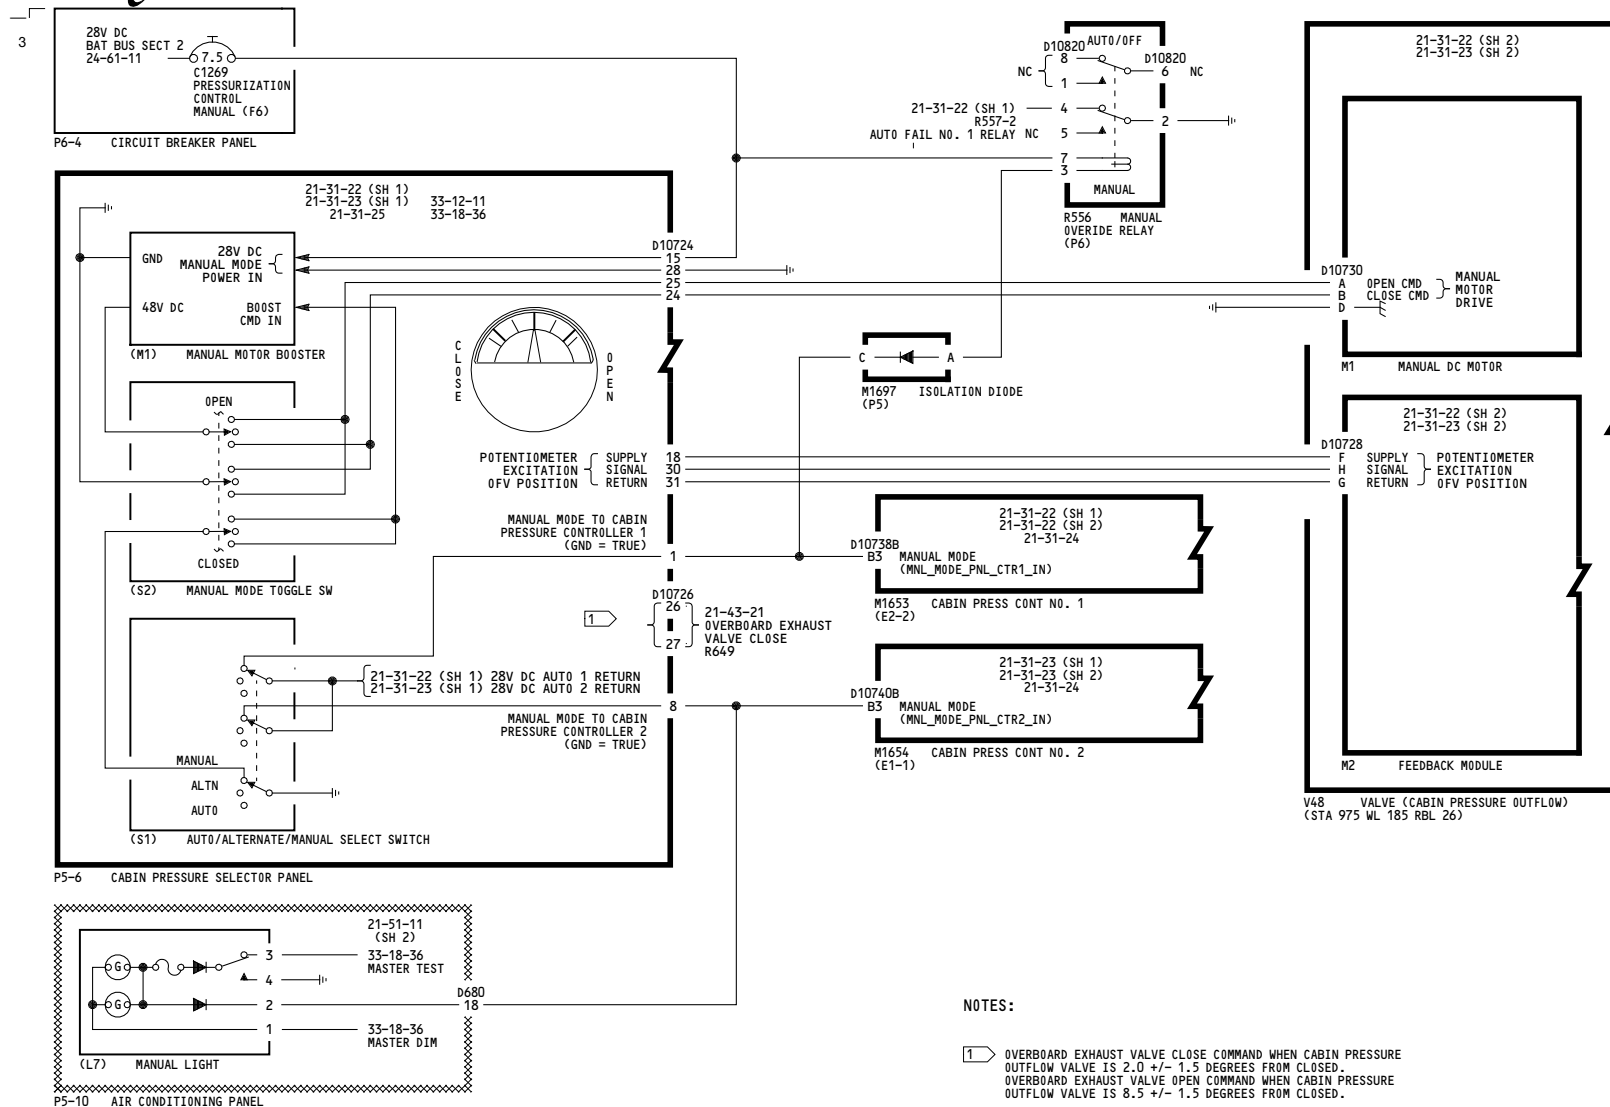 3
28V DC
BAT BUS SECT 2
24-61-11
7.5
C1269
PRESSURIZATION
CONTROL
MANUAL (F6)
P6-4 CIRCUIT BREAKER PANEL
D10820
AUTO/OFF
D10820
8
NC
1
6 NC
21-31-22 (SH 1)
R557-2
AUTO FAIL NO. 1 RELAY NC
4
5
2
7
3
MANUAL
R556 MANUAL
OVERIDE RELAY
(P6)
21-31-22 (SH 2)
21-31-23 (SH 2)
21-31-22 (SH 1)
21-31-23 (SH 1) 33-12-11
21-31-25 33-18-36
GND
28V DC
MANUAL MODE
POWER IN
48V DC
BOOST
CMD IN
(M1) MANUAL MOTOR BOOSTER
D10724
15
28
25
24
CLOSE
OPEN
D10730
A OPEN CMD
B CLOSE CMD
D
MANUAL
MOTOR
DRIVE
M1 MANUAL DC MOTOR
C
A
M1697 ISOLATION DIODE
(P5)
OPEN
CLOSED
(S2) MANUAL MODE TOGGLE SW
POTENTIOMETER
EXCITATION
OFV POSITION
SUPPLY 18
SIGNAL 30
RETURN 31
21-31-22 (SH 2)
21-31-23 (SH 2)
D10728
F SUPPLY
H SIGNAL
G RETURN
POTENTIOMETER
EXCITATION
OFV POSITION
MANUAL MODE TO CABIN
PRESSURE CONTROLLER 1
(GND = TRUE)
1
21-31-22 (SH 1)
21-31-22 (SH 2)
21-31-24
D10738B
B3 MANUAL MODE
(MNL_MODE_PNL_CTR1_IN)
M1653 CABIN PRESS CONT NO. 1
(E2-2)
D10726
26
27
1
21-43-21
OVERBOARD EXHAUST
VALVE CLOSE
R649
21-31-22 (SH 1) 28V DC AUTO 1 RETURN
21-31-23 (SH 1) 28V DC AUTO 2 RETURN
8
MANUAL MODE TO CABIN
PRESSURE CONTROLLER 2
(GND = TRUE)
21-31-23 (SH 1)
21-31-23 (SH 2)
21-31-24
D10740B
B3 MANUAL MODE
(MNL_MODE_PNL_CTR2_IN)
M1654 CABIN PRESS CONT NO. 2
(E1-1)
MANUAL
ALTN
AUTO
(S1) AUTO/ALTERNATE/MANUAL SELECT SWITCH
M2 FEEDBACK MODULE
V48 VALVE (CABIN PRESSURE OUTFLOW)
(STA 975 WL 185 RBL 26)
P5-6 CABIN PRESSURE SELECTOR PANEL
21-51-11
(SH 2)
G
G
3
4
2
1
33-18-36
MASTER TEST
D680
18
33-18-36
MASTER DIM
(L7) MANUAL LIGHT
P5-10 AIR CONDITIONING PANEL
NOTES:
1 OVERBOARD EXHAUST VALVE CLOSE COMMAND WHEN CABIN PRESSURE
OUTFLOW VALVE IS 2.0 +/- 1.5 DEGREES FROM CLOSED.
OVERBOARD EXHAUST VALVE OPEN COMMAND WHEN CABIN PRESSURE
OUTFLOW VALVE IS 8.5 +/- 1.5 DEGREES FROM CLOSED.